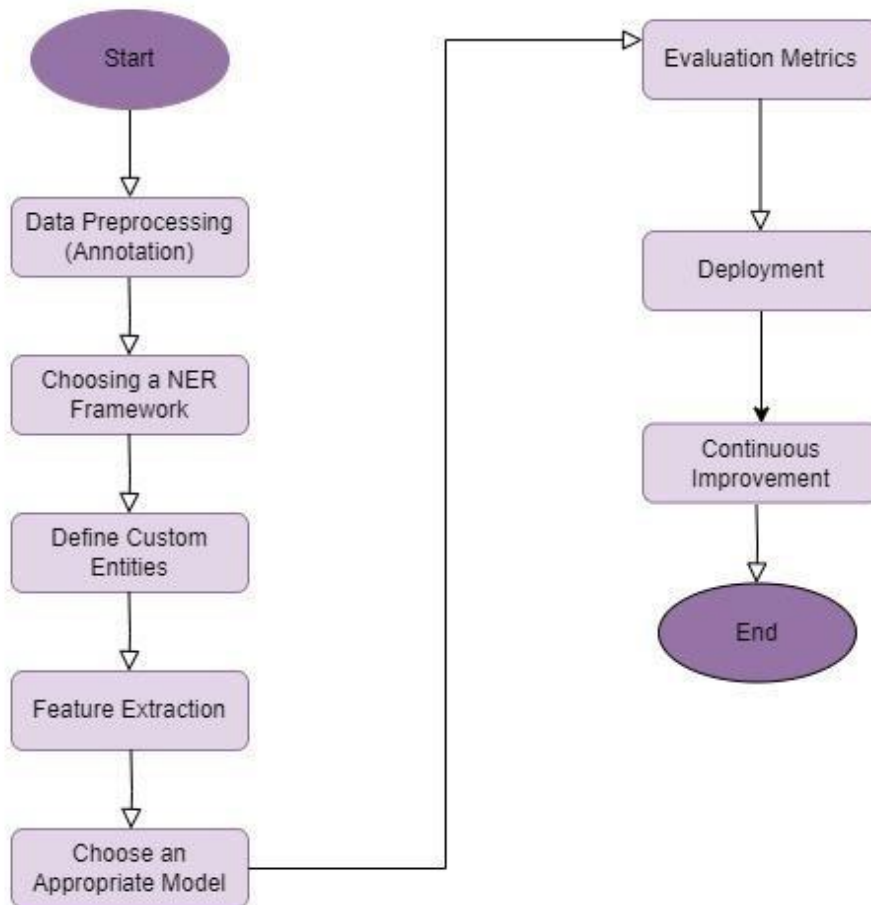 Start
Data Preprocessing
(Annotation)
Choosing a NER
Framework
Define Custom
Entities
Feature Extraction
Choose an
Appropriate Model
Evaluation Metrics
Deployment
Continuous
Improvement
End